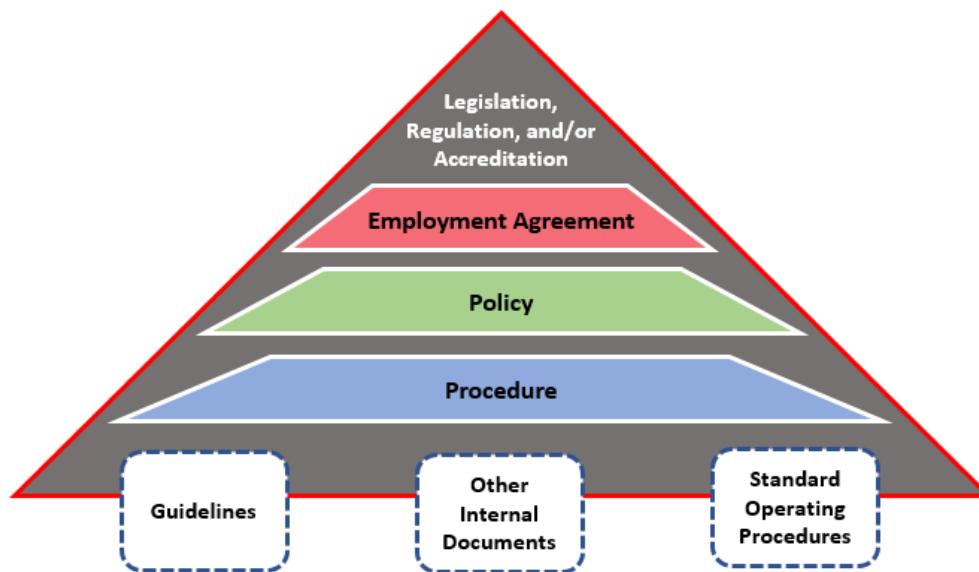 Legislation,
Regulation, and/or
Accreditation
Employment Agreement
Policy
Procedure
Guidelines
Other
Internal
Documents
Standard
Operating
Procedures